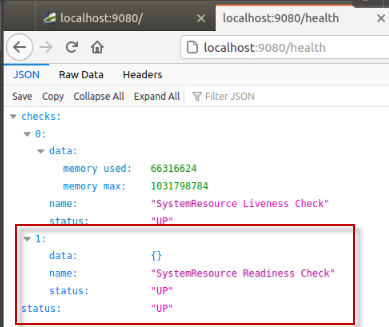 localhost:9080/
localhost:9080/health
localhost:9080/health
JSON Raw Data Headers
Save Copy Collapse All Expand All Filter JSON
checks:
0:
data:
memory used: 66316624
memory max: 1031798784
name: "SystemResource Liveness Check"
status: "UP"
1:
data: {}
name: "SystemResource Readiness Check"
status: "UP"
status: "UP"